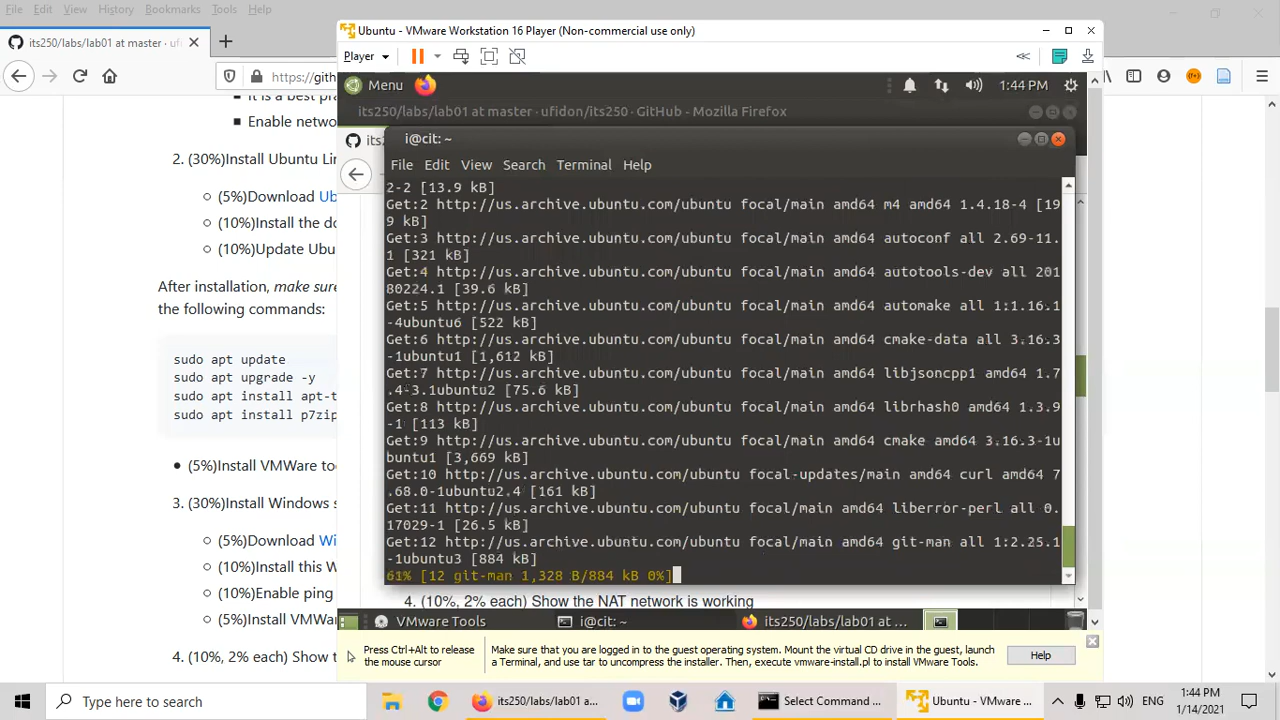 File Edit View History Bookmarks Tools Help
its250/labs/lab01 at master · uf
https://gith
It is a best pra
Enable netwo
2. (30%)Install Ubuntu Lin
(5%)Download Ub
(10%)Install the do
(10%)Update Ubu
After installation, make sure
the following commands:
sudo apt update
sudo apt upgrade -y
sudo apt install apt-t
sudo apt install p7zip
(5%)Install VMWare too
3. (30%)Install Windows s
(5%)Download Wi
(10%)Install this W
(10%)Enable ping
(5%)Install VMWar
4. (10%, 2% each) Show t
Ubuntu - VMware Workstation 16 Player (Non-commercial use only)
Player
Menu
1:44 PM
its250/labs/lab01 at master · ufidon/its250 · GitHub - Mozilla Firefox
its
i@cit: ~
File Edit View Search Terminal Help
2-2 [13.9 kB]
Get:2 http://us.archive.ubuntu.com/ubuntu focal/main amd64 m4 amd64 1.4.18-4 [19
9 kB]
Get:3 http://us.archive.ubuntu.com/ubuntu focal/main amd64 autoconf all 2.69-11.
1 [321 kB]
Get:4 http://us.archive.ubuntu.com/ubuntu focal/main amd64 autotools-dev all 201
80224.1 [39.6 kB]
Get:5 http://us.archive.ubuntu.com/ubuntu focal/main amd64 automake all 1:1.16.1
-4ubuntu6 [522 kB]
Get:6 http://us.archive.ubuntu.com/ubuntu focal/main amd64 cmake-data all 3.16.3
-1ubuntu1 [1,612 kB]
Get:7 http://us.archive.ubuntu.com/ubuntu focal/main amd64 libjsoncpp1 amd64 1.7
.4-3.1ubuntu2 [75.6 kB]
Get:8 http://us.archive.ubuntu.com/ubuntu focal/main amd64 librhash0 amd64 1.3.9
-1 [113 kB]
Get:9 http://us.archive.ubuntu.com/ubuntu focal/main amd64 cmake amd64 3.16.3-1u
buntu1 [3,669 kB]
Get:10 http://us.archive.ubuntu.com/ubuntu focal-updates/main amd64 curl amd64 7
.68.0-1ubuntu2.4 [161 kB]
Get:11 http://us.archive.ubuntu.com/ubuntu focal/main amd64 liberror-perl all 0.
17029-1 [26.5 kB]
Get:12 http://us.archive.ubuntu.com/ubuntu focal/main amd64 git-man all 1:2.25.1
-1ubuntu3 [884 kB]
61% [12 git-man 1,328 B/884 kB 0%]
4. (10%, 2% each) Show the NAT network is working
VMware Tools
i@cit: ~
its250/labs/lab01 at ...
Press Ctrl+Alt to release
the mouse cursor
Make sure that you are logged in to the guest operating system. Mount the virtual CD drive in the guest, launch
a Terminal, and use tar to uncompress the installer. Then, execute vmware-install.pl to install VMware Tools.
Help
Type here to search
its250/labs/lab01 a...
Select Command ...
Ubuntu - VMware ...
ENG
1:44 PM
1/14/2021